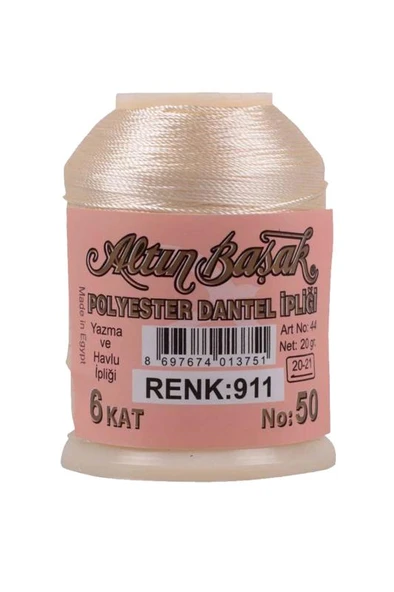 Altın Başak
POLYESTER DANTEL İPLİĞİ
Made in Egypt
Yazma
ve
Havlu
İpliği
8 697674 013751
Art No: 44
Net: 20 gr.
20-21
RENK:911
6 KAT
No: 50